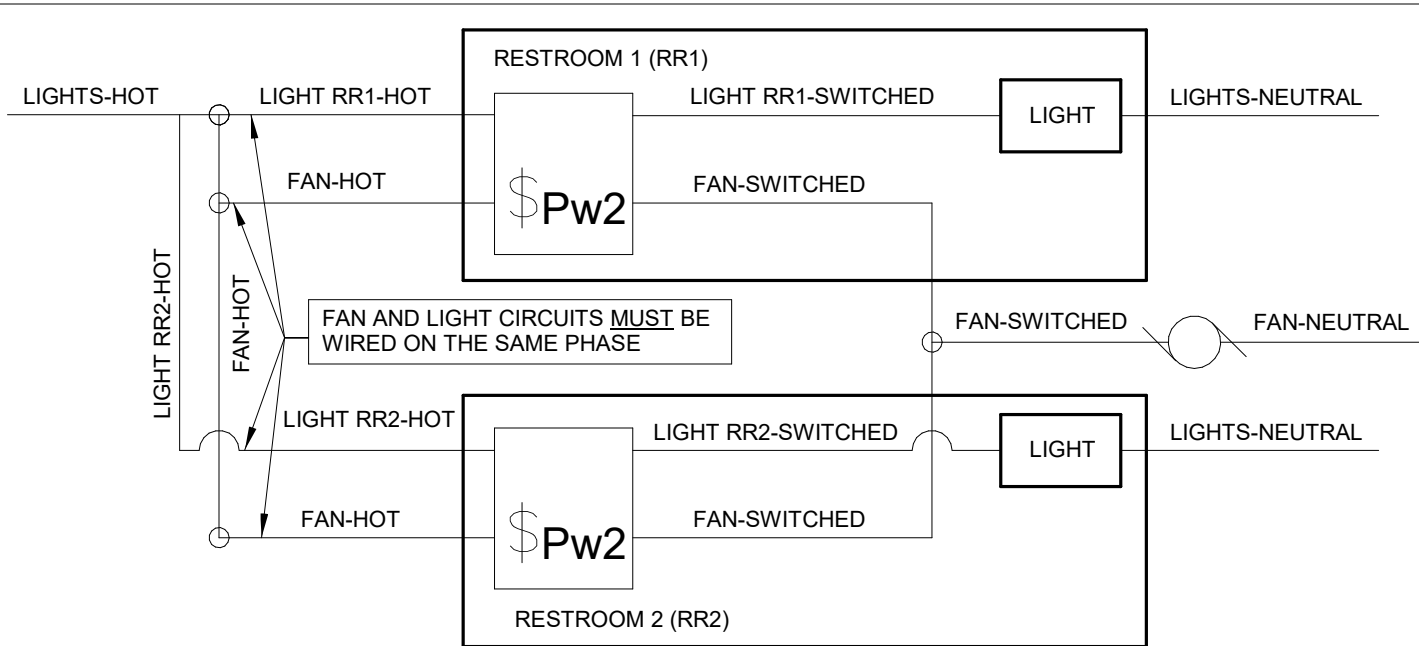 RESTROOM 1 (RR1)
LIGHTS-HOT
LIGHT RR1-HOT
LIGHT RR1-SWITCHED
LIGHT
LIGHTS-NEUTRAL
FAN-HOT
$Pw2
FAN-SWITCHED
LIGHT RR2-HOT
FAN-HOT
FAN AND LIGHT CIRCUITS MUST BE
WIRED ON THE SAME PHASE
FAN-SWITCHED
FAN-NEUTRAL
LIGHT RR2-HOT
LIGHT RR2-SWITCHED
LIGHT
LIGHTS-NEUTRAL
FAN-HOT
$Pw2
FAN-SWITCHED
RESTROOM 2 (RR2)